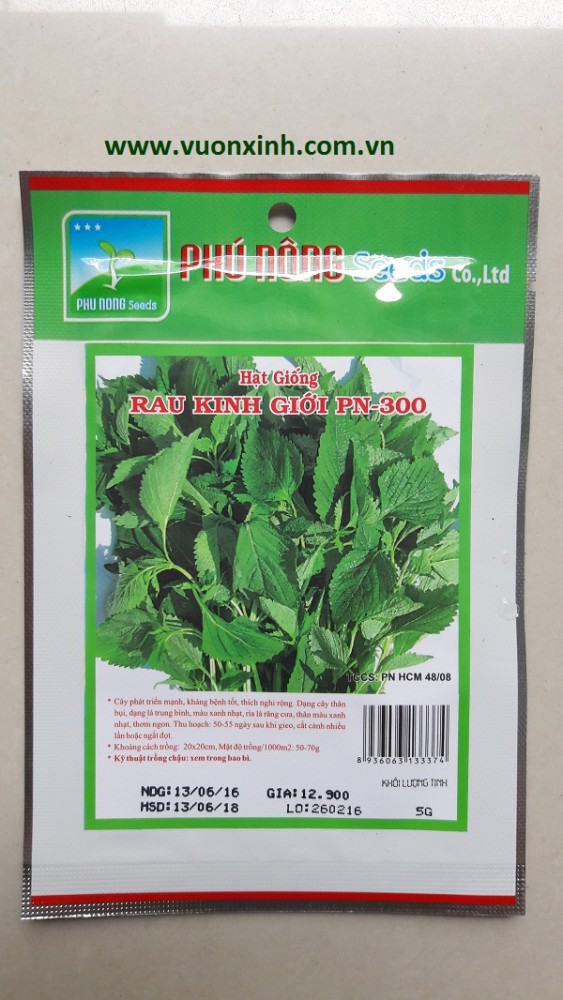 www.vuonxinh.com.vn
PHÚ NÔNG Seeds Co.,Ltd
PHU NONG Seeds
Hạt Giống
RAU KINH GIỚI PN-300
TCCS: PN HCM 48/08
* Cây phát triển mạnh, kháng bệnh tốt, thích nghi rộng. Dạng cây thân
bụi, dạng lá trung bình, màu xanh nhạt, rìa lá răng cưa, thân màu xanh
nhạt, thơm ngon. Thu hoạch: 50-55 ngày sau khi gieo, cắt cành nhiều
lần hoặc ngắt đọt.
* Khoảng cách trồng: 20x20cm, Mật độ trồng/1000m2: 50-70g
* Kỹ thuật trồng chậu: xem trong bao bì.
8 936063 133374
KHỐI LƯỢNG TỊNH
NDG:13/06/16 GIA:12.900
HSD:13/06/18 LO:260216 5G